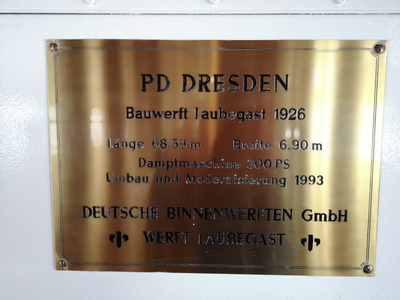 PD DRESDEN
Bauwerft Laubegast 1926
Länge 68.59 m Breite 6.90 m
Dampfmaschine 300 PS
Umbau und Modernisierung 1993
DEUTSCHE BINNENWERFTEN GmbH
WERFT LAUBEGAST